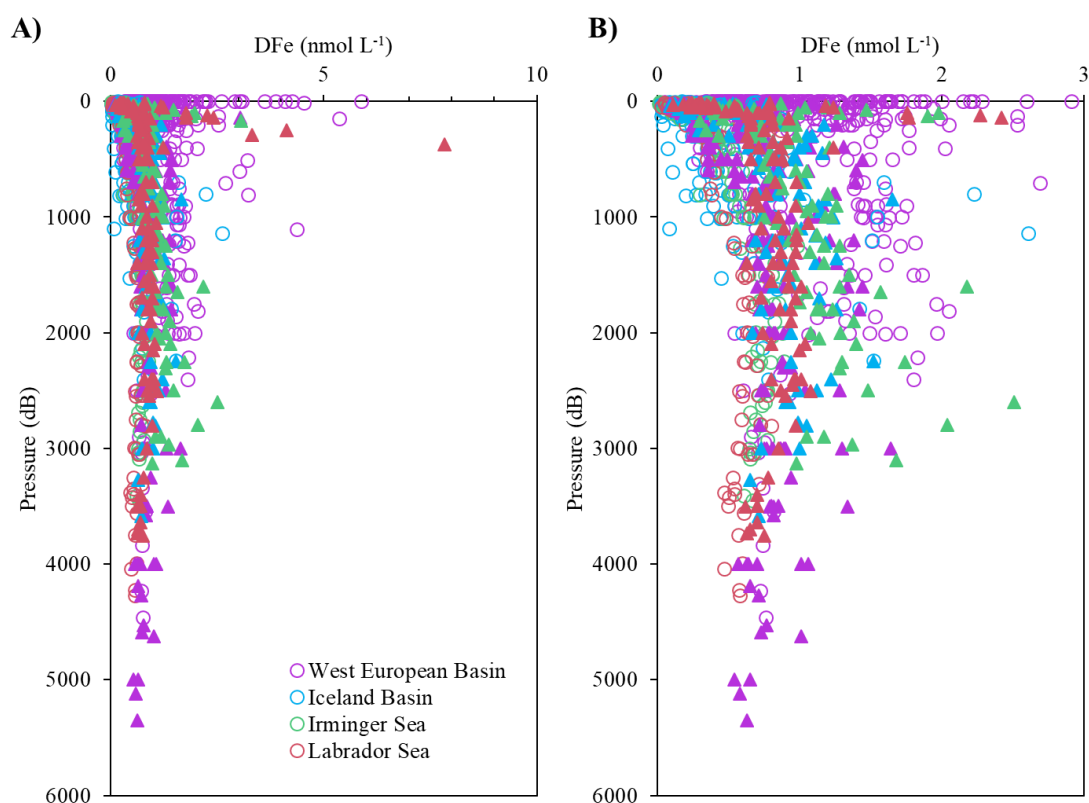 A)
DFe (nmol L-1)
0 5 10
0
1000
2000
3000
4000
5000
6000
Pressure (dB)
West European Basin
Iceland Basin
Irminger Sea
Labrador Sea
B)
DFe (nmol L-1)
0 1 2 3
0
1000
2000
3000
4000
5000
6000
Pressure (dB)